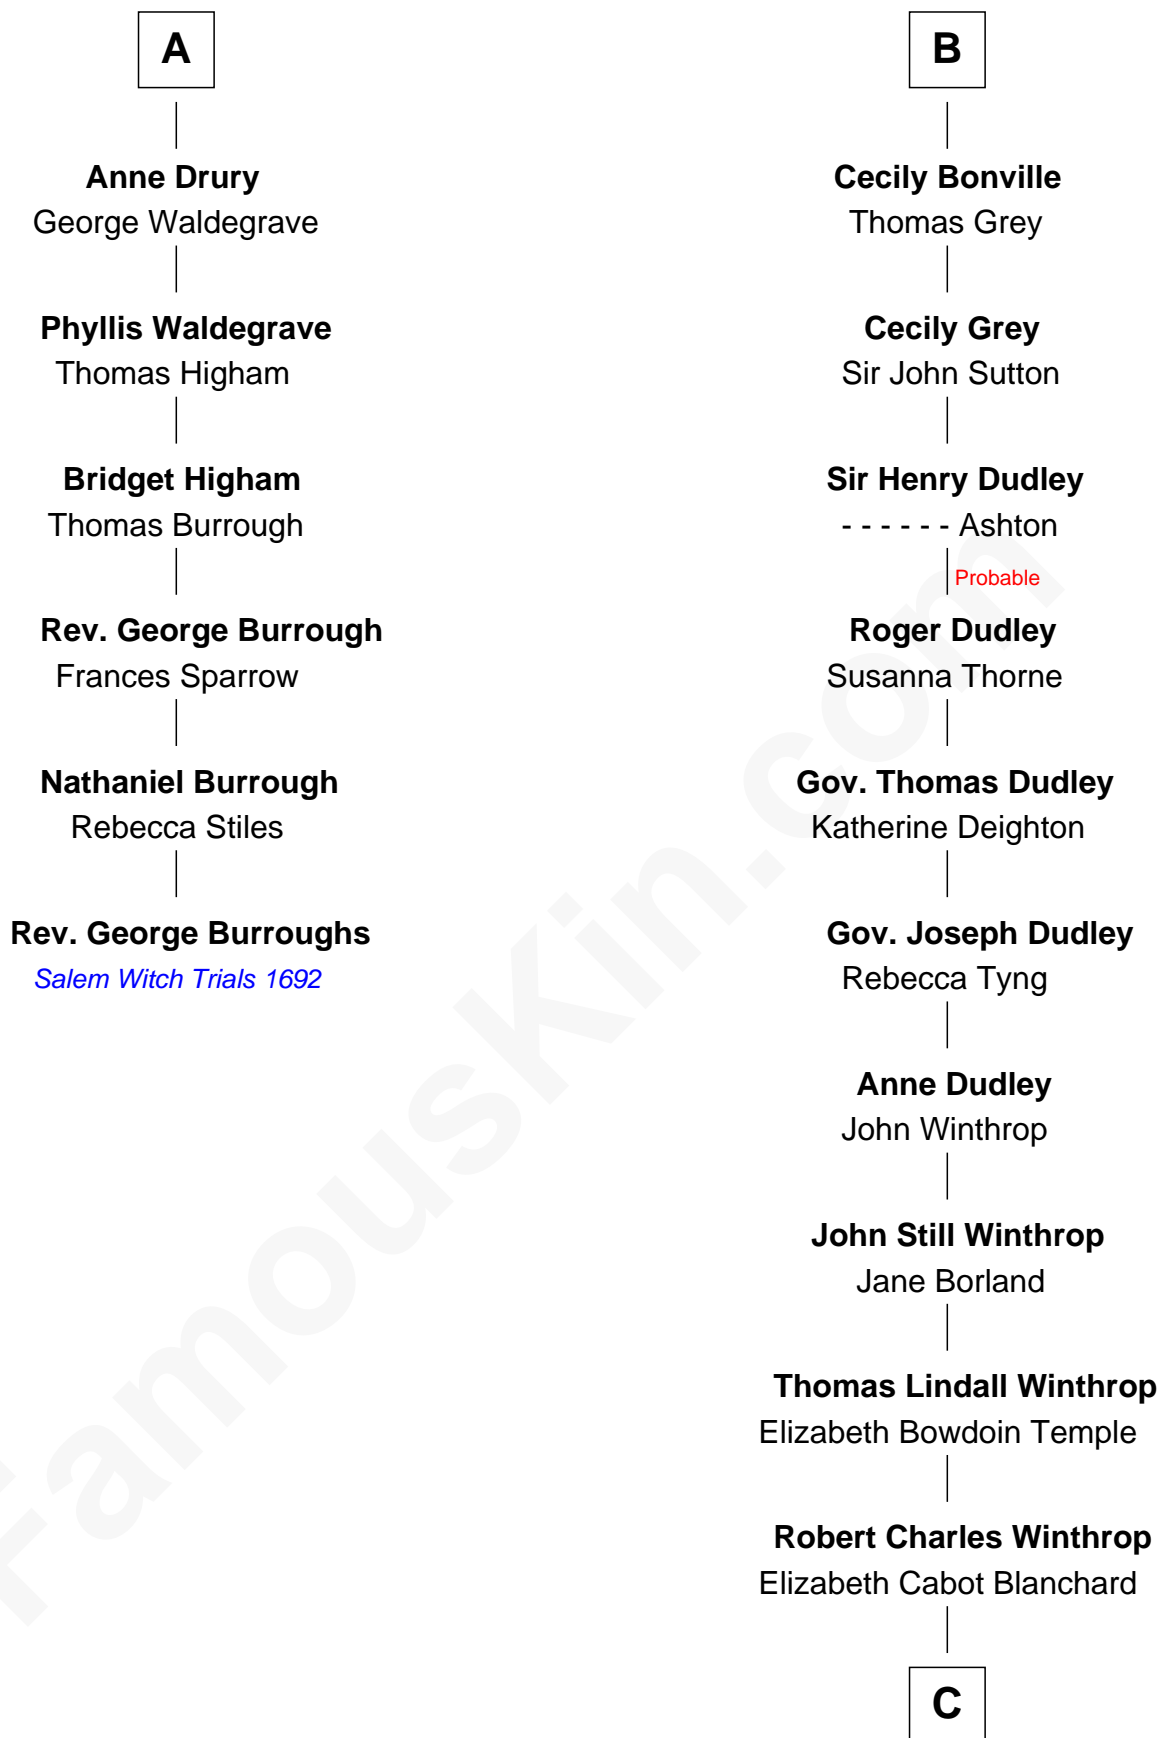 A
Anne Drury
George Waldegrave
Phyllis Waldegrave
Thomas Higham
Bridget Higham
Thomas Burrough
Rev. George Burrough
Frances Sparrow
Nathaniel Burrough
Rebecca Stiles
Rev. George Burroughs
Salem Witch Trials 1692
B
Cecily Bonville
Thomas Grey
Cecily Grey
Sir John Sutton
Sir Henry Dudley
- - - - - - Ashton
Probable
Roger Dudley
Susanna Thorne
Gov. Thomas Dudley
Katherine Deighton
Gov. Joseph Dudley
Rebecca Tyng
Anne Dudley
John Winthrop
John Still Winthrop
Jane Borland
Thomas Lindall Winthrop
Elizabeth Bowdoin Temple
Robert Charles Winthrop
Elizabeth Cabot Blanchard
C
FamousKin.com